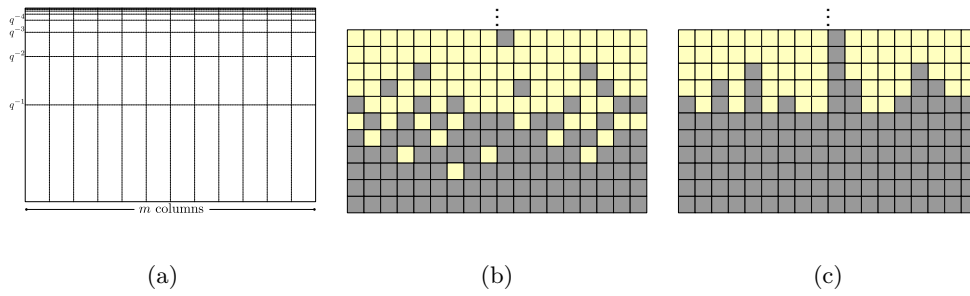 q⁻⁴
q⁻³
q⁻²
q⁻¹
m columns
(a)
(b)
(c)